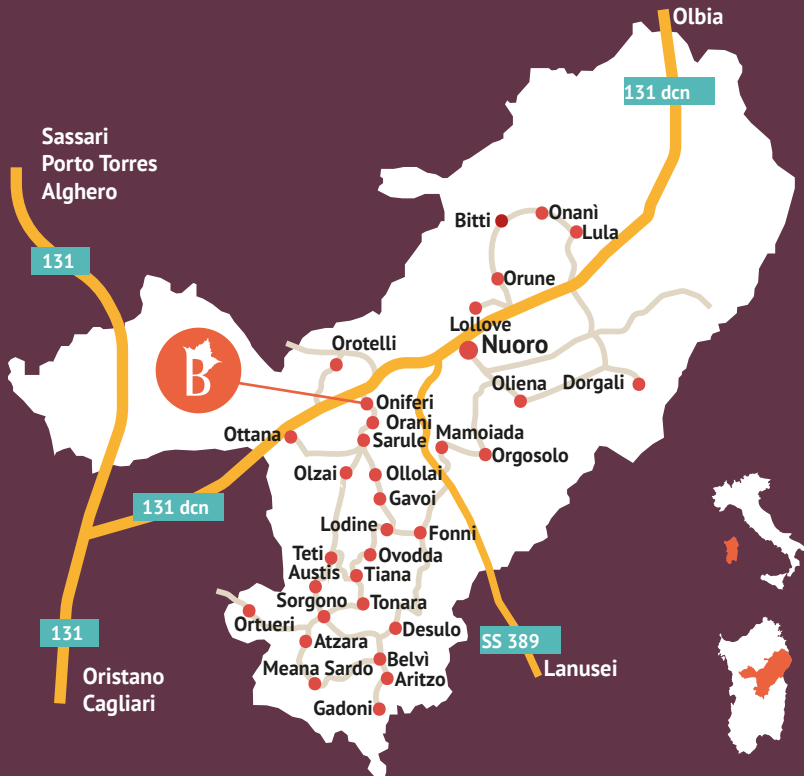 Olbia
131 dcn
Sassari
Porto Torres
Alghero
131
Bitti
Onanì
Lula
Orune
Lollove
Nuoro
Orotelli
B
Oniferi
Oliena
Dorgali
Orani
Ottana
Sarule
Mamoiada
Orgosolo
Olzai
Ollolai
Gavoi
131 dcn
Lodine
Fonni
Teti
Ovodda
Austis
Tiana
Sorgono
Tonara
Ortueri
Desulo
131
Atzara
SS 389
Belvì
Meana Sardo
Aritzo
Lanusei
Oristano
Cagliari
Gadoni